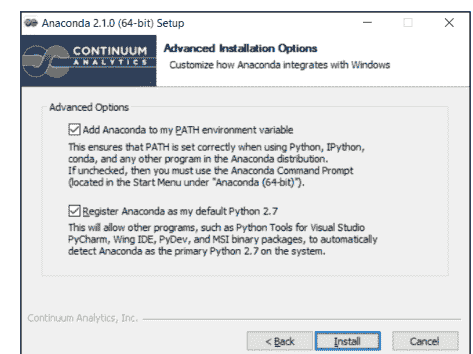 Anaconda 2.1.0 (64-bit) Setup
CONTINUUM
ANALYTICS
Advanced Installation Options
Customize how Anaconda integrates with Windows
Advanced Options
Add Anaconda to my PATH environment variable
This ensures that PATH is set correctly when using Python, IPython,
conda, and any other program in the Anaconda distribution.
If unchecked, then you must use the Anaconda Command Prompt
(located in the Start Menu under "Anaconda (64-bit)").
Register Anaconda as my default Python 2.7
This will allow other programs, such as Python Tools for Visual Studio
PyCharm, Wing IDE, PyDev, and MSI binary packages, to automatically
detect Anaconda as the primary Python 2.7 on the system.
Continuum Analytics, Inc.
< Back
Install
Cancel